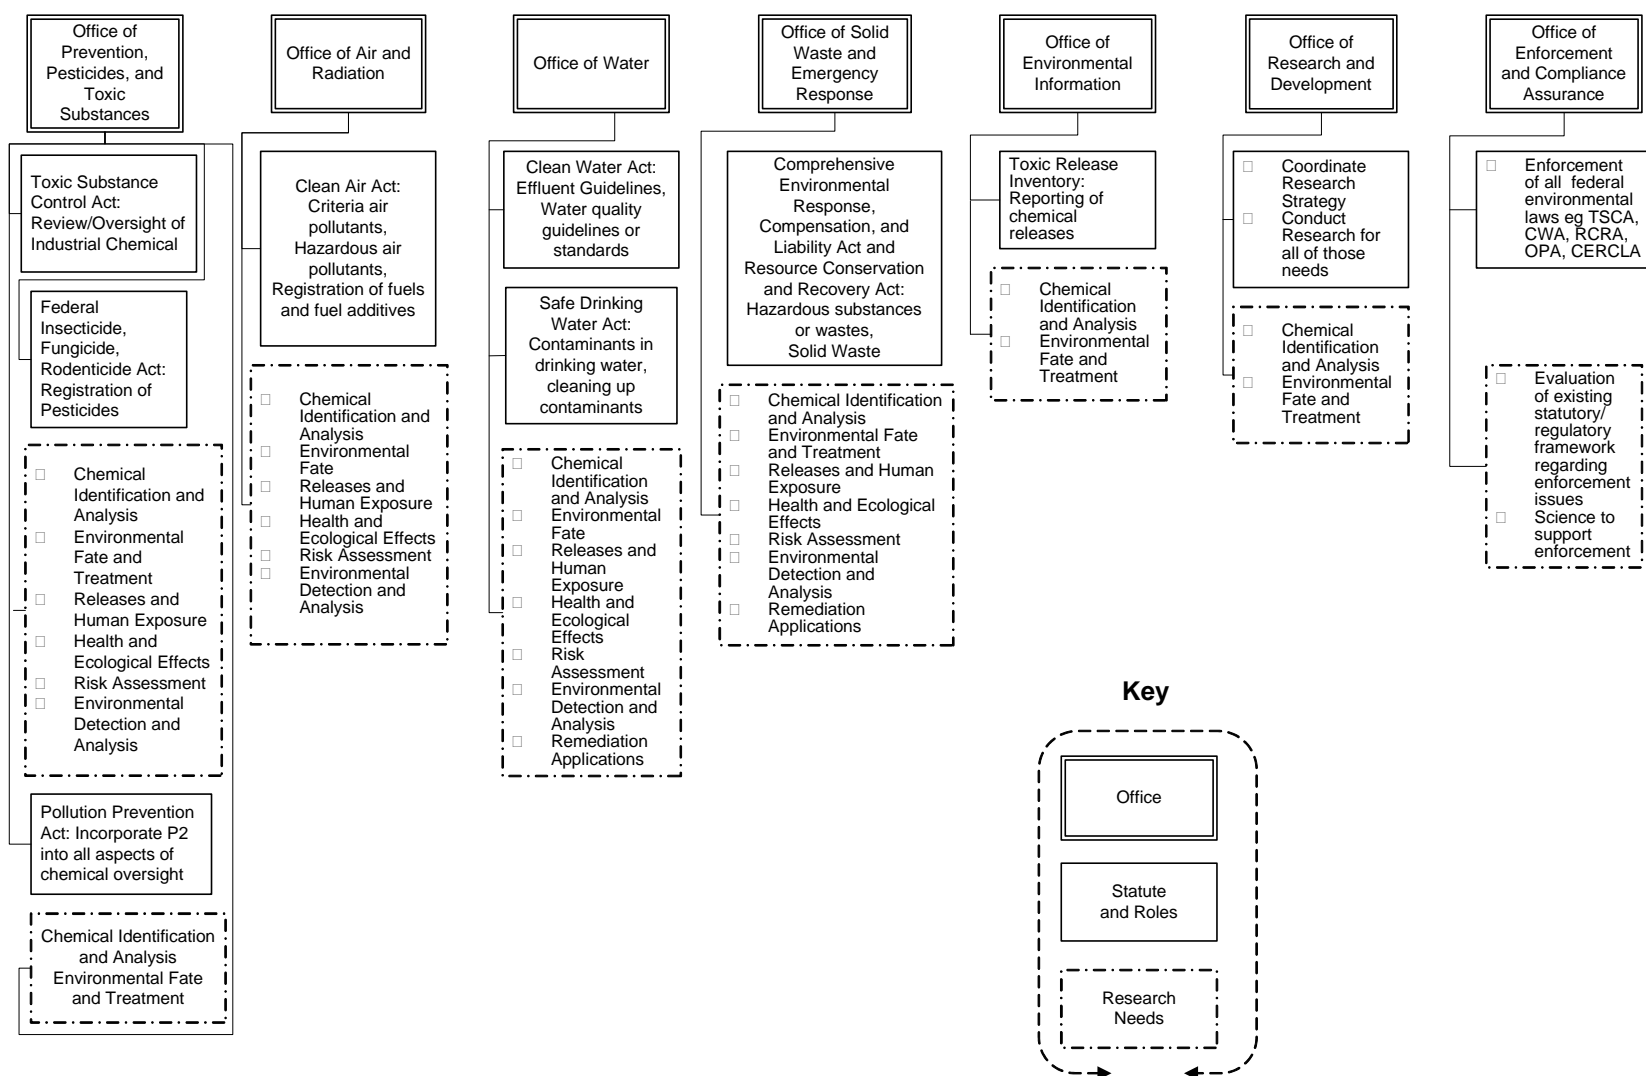 Office of
Prevention,
Pesticides, and
Toxic
Substances
Toxic Substance
Control Act:
Review/Oversight of
Industrial Chemical
Federal
Insecticide,
Fungicide,
Rodenticide Act:
Registration of
Pesticides
Chemical
Identification and
Analysis
Environmental
Fate and
Treatment
Releases and
Human Exposure
Health and
Ecological Effects
Risk Assessment
Environmental
Detection and
Analysis
Pollution Prevention
Act: Incorporate P2
into all aspects of
chemical oversight
Chemical Identification
and Analysis
Environmental Fate
and Treatment
Office of Air and
Radiation
Clean Air Act:
Criteria air
pollutants,
Hazardous air
pollutants,
Registration of fuels
and fuel additives
Chemical
Identification and
Analysis
Environmental
Fate
Releases and
Human Exposure
Health and
Ecological Effects
Risk Assessment
Environmental
Detection and
Analysis
Office of Water
Clean Water Act:
Effluent Guidelines,
Water quality
guidelines or
standards
Safe Drinking
Water Act:
Contaminants in
drinking water,
cleaning up
contaminants
Chemical
Identification
and Analysis
Environmental
Fate
Releases and
Human
Exposure
Health and
Ecological
Effects
Risk
Assessment
Environmental
Detection and
Analysis
Remediation
Applications
Office of Solid
Waste and
Emergency
Response
Comprehensive
Environmental
Response,
Compensation, and
Liability Act and
Resource Conservation
and Recovery Act:
Hazardous substances
or wastes,
Solid Waste
Chemical Identification
and Analysis
Environmental Fate
and Treatment
Releases and Human
Exposure
Health and Ecological
Effects
Risk Assessment
Environmental
Detection and
Analysis
Remediation
Applications
Office of
Environmental
Information
Toxic Release
Inventory:
Reporting of
chemical
releases
Chemical
Identification
and Analysis
Environmental
Fate and
Treatment
Office of
Research and
Development
Coordinate
Research
Strategy
Conduct
Research for
all of those
needs
Chemical
Identification
and Analysis
Environmental
Fate and
Treatment
Office of
Enforcement
and Compliance
Assurance
Enforcement
of all federal
environmental
laws eg TSCA,
CWA, RCRA,
OPA, CERCLA
Evaluation
of existing
statutory/
regulatory
framework
regarding
enforcement
issues
Science to
support
enforcement
Key
Office
Statute
and Roles
Research
Needs